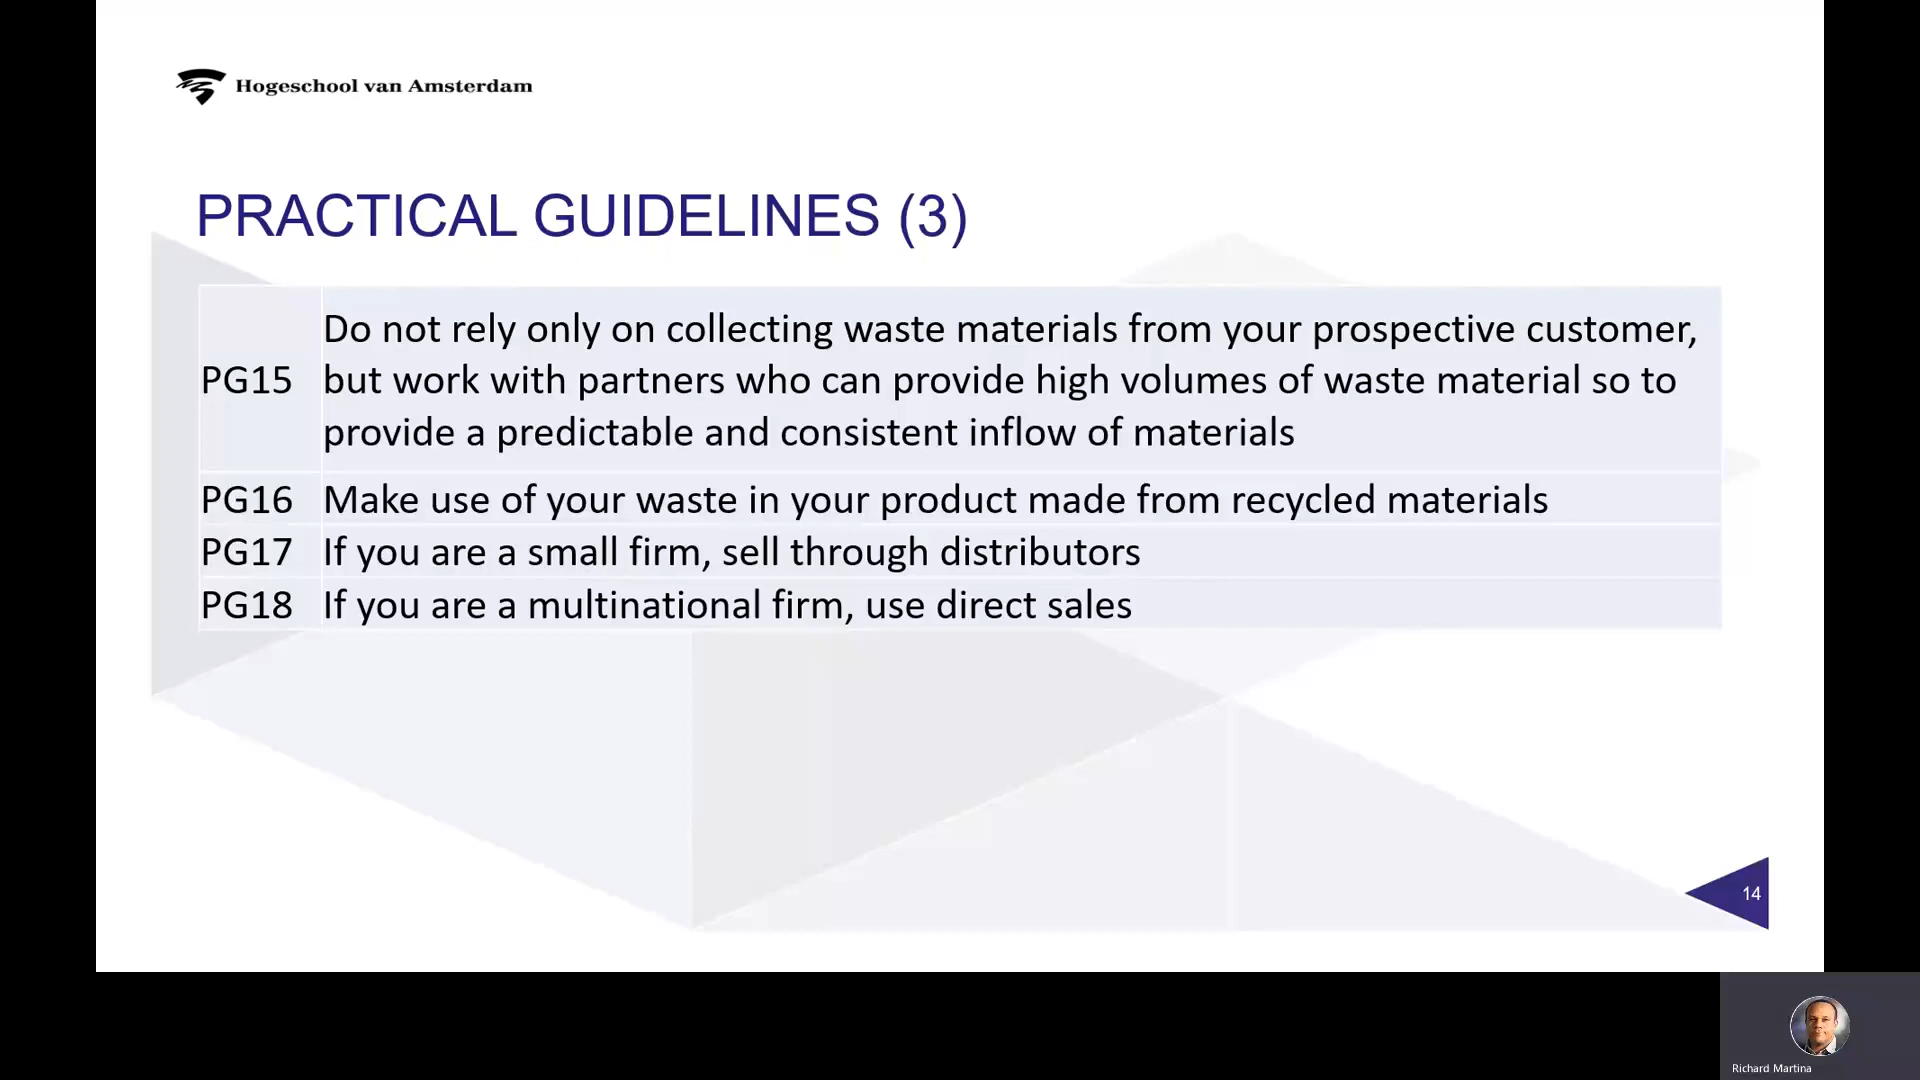 Hogeschool van Amsterdam
PRACTICAL GUIDELINES (3)
PG15
Do not rely only on collecting waste materials from your prospective customer,
but work with partners who can provide high volumes of waste material so to
provide a predictable and consistent inflow of materials
PG16 Make use of your waste in your product made from recycled materials
PG17 If you are a small firm, sell through distributors
PG18 If you are a multinational firm, use direct sales
14
Richard Martina